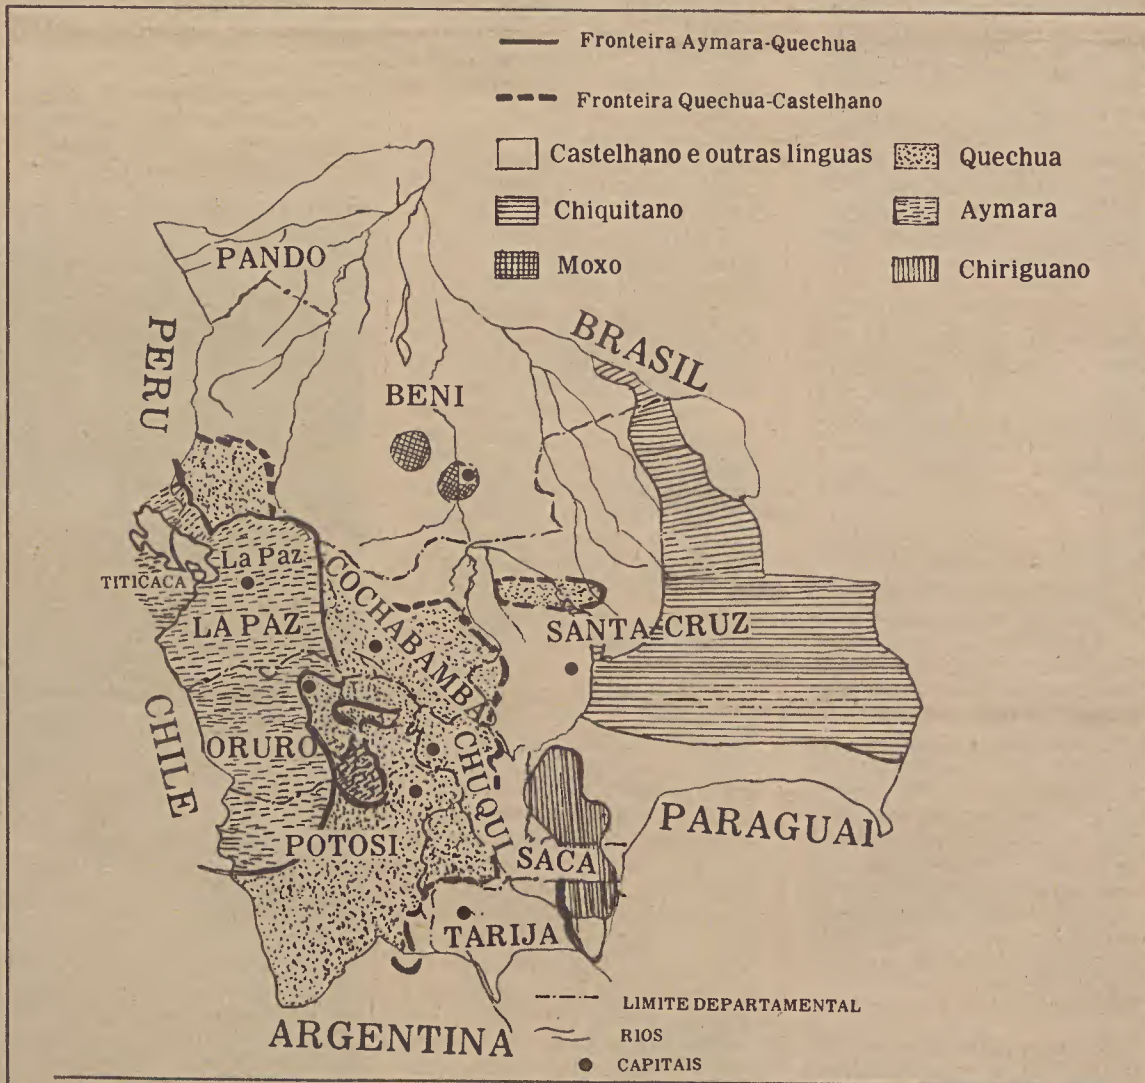 Fronteira Aymara-Quechua
Fronteira Quechua-Castelhano
Castelhano e outras línguas
Quechua
Chiquitano
Aymara
Moxo
Chiriguano
PANDO
PERU
BRASIL
BENI
La Paz
TITICACA
LA PAZ
COCHABAMBA
SANTA CRUZ
CHILE
ORURO
CHUQUI
SACA
POTOSI
PARAGUAI
TARIJA
ARGENTINA
LIMITE DEPARTAMENTAL
RIOS
CAPITAIS